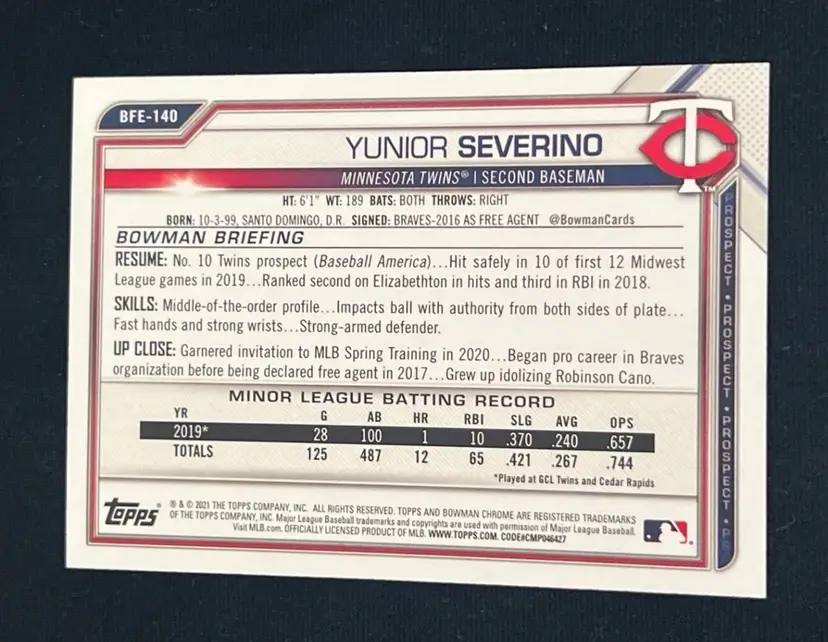 BFE-140
YUNIOR SEVERINO
TC
™
MINNESOTA TWINS® | SECOND BASEMAN
HT: 6'1" WT: 189 BATS: BOTH THROWS: RIGHT
BORN: 10-3-99, SANTO DOMINGO, D.R. SIGNED: BRAVES-2016 AS FREE AGENT @BowmanCards
BOWMAN BRIEFING
RESUME: No. 10 Twins prospect (Baseball America)...Hit safely in 10 of first 12 Midwest
League games in 2019...Ranked second on Elizabethton in hits and third in RBI in 2018.
SKILLS: Middle-of-the-order profile...Impacts ball with authority from both sides of plate...
Fast hands and strong wrists...Strong-armed defender.
UP CLOSE: Garnered invitation to MLB Spring Training in 2020...Began pro career in Braves
organization before being declared free agent in 2017...Grew up idolizing Robinson Cano.
MINOR LEAGUE BATTING RECORD
YR G AB HR RBI SLG AVG OPS
2019* 28 100 1 10 .370 .240 .657
TOTALS 125 487 12 65 .421 .267 .744
*Played at GCL Twins and Cedar Rapids
TOPPS® ® & © 2021 THE TOPPS COMPANY, INC. ALL RIGHTS RESERVED. TOPPS AND BOWMAN CHROME ARE REGISTERED TRADEMARKS
OF THE TOPPS COMPANY, INC. Major League Baseball trademarks and copyrights are used with permission of Major League Baseball.
Visit MLB.com. OFFICIALLY LICENSED PRODUCT OF MLB. WWW.TOPPS.COM. CODE#CMP046427
PROSPECT • PROSPECT • PROSPECT • PR